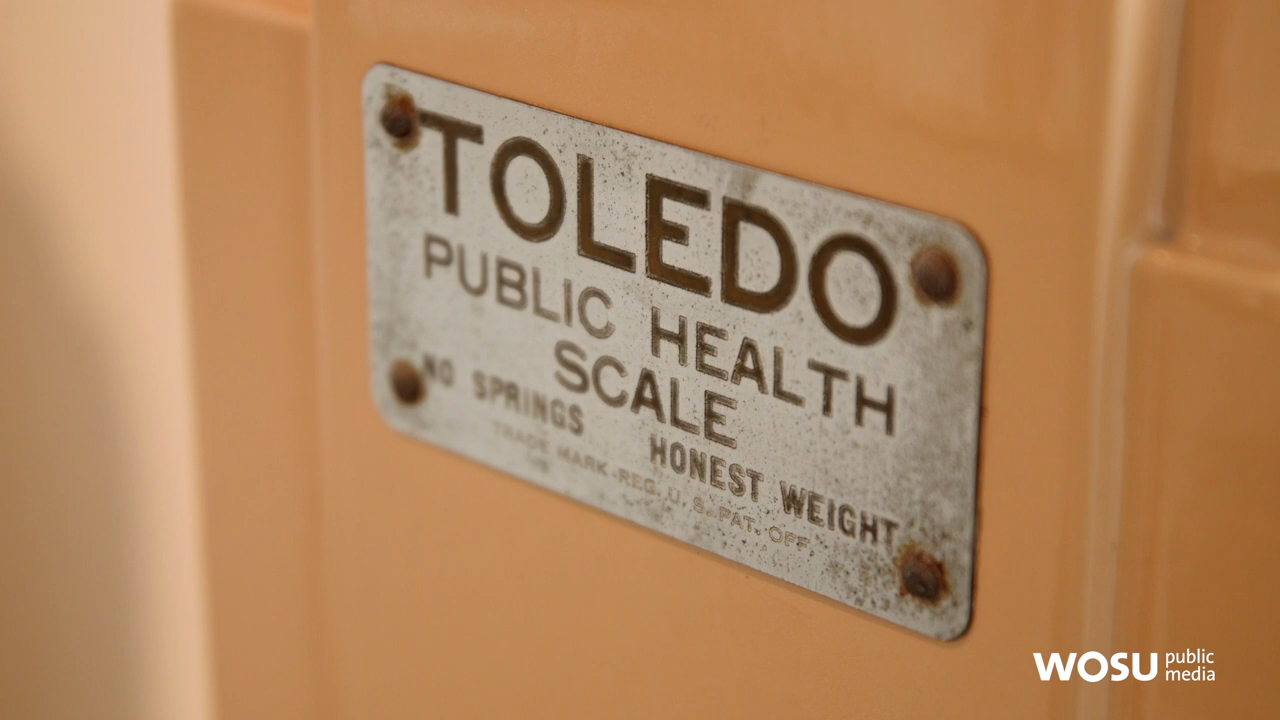 TOLEDO
PUBLIC HEALTH
SCALE
NO SPRINGS HONEST WEIGHT
TRADE MARK-REG. U. S. PAT. OFF.
WOSU public media